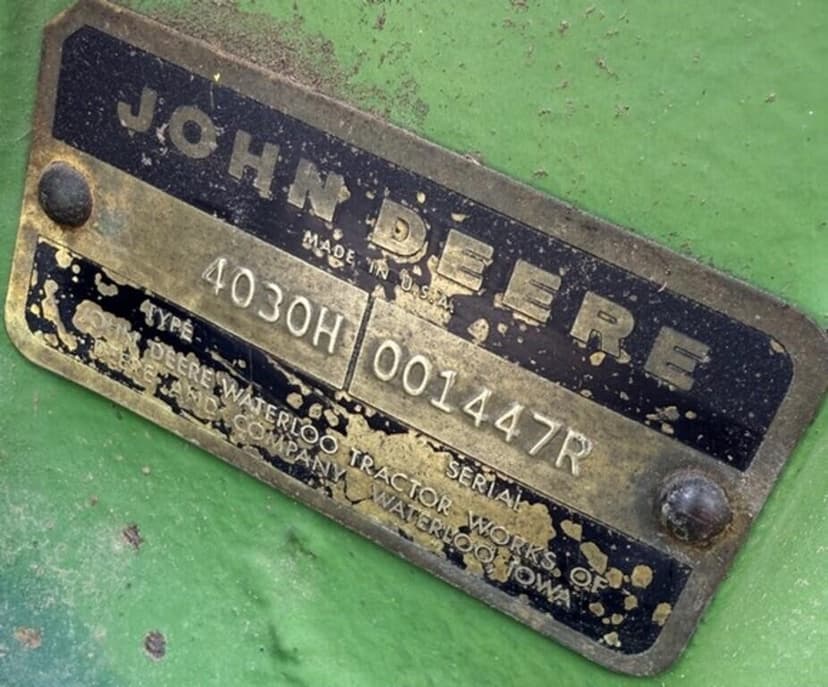 JOHN DEERE
MADE IN U.S.A.
4030H 001447R
TYPE SERIAL
JOHN DEERE WATERLOO TRACTOR WORKS OF
DEERE AND COMPANY WATERLOO, IOWA